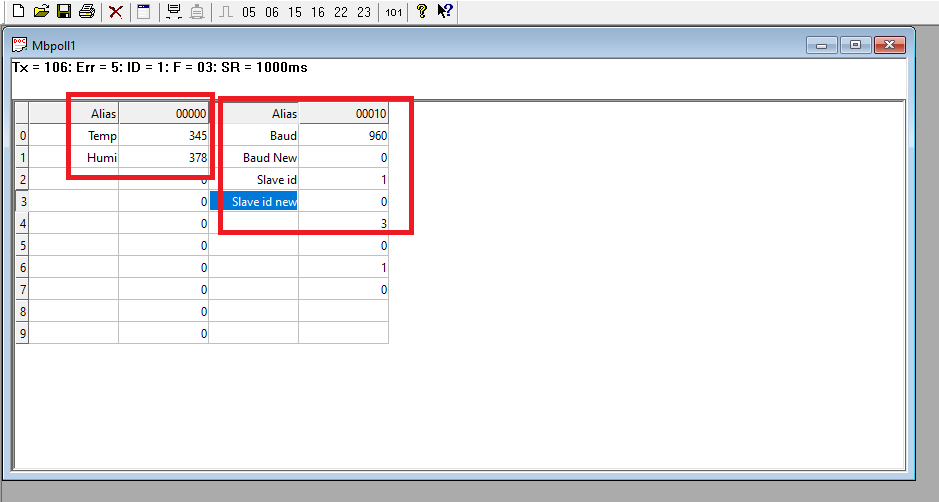 05 06 15 16 22 23 101
Mbpoll1
Tx = 106: Err = 5: ID = 1: F = 03: SR = 1000ms
Alias 00000 Alias 00010
0 Temp 345 Baud 960
1 Humi 378 Baud New 0
2 0 Slave id 1
3 0 Slave id new 0
4 0 3
5 0 0
6 0 1
7 0 0
8 0
9 0